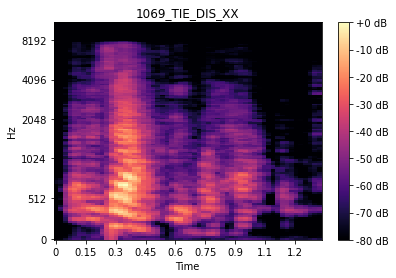 1069_TIE_DIS_XX
Hz
8192
4096
2048
1024
512
0
0
0.15
0.3
0.45
0.6
0.75
0.9
1.1
1.2
Time
+0 dB
-10 dB
-20 dB
-30 dB
-40 dB
-50 dB
-60 dB
-70 dB
-80 dB